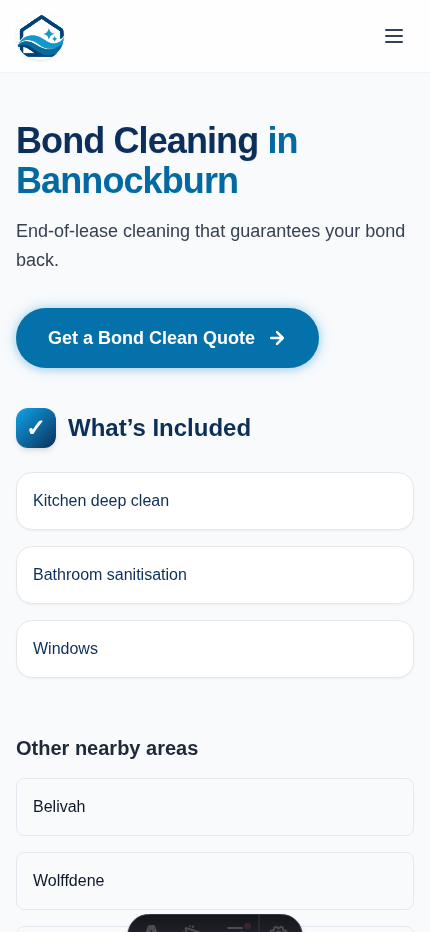 Bond Cleaning in
Bannockburn
End-of-lease cleaning that guarantees your bond
back.
Get a Bond Clean Quote →
✓ What’s Included
Kitchen deep clean
Bathroom sanitisation
Windows
Other nearby areas
Belivah
Wolffdene